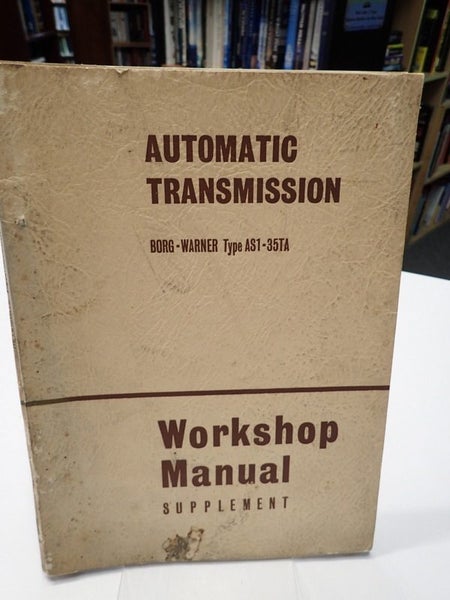 AUTOMATIC
TRANSMISSION
BORG-WARNER Type AS1-35TA
Workshop
Manual
SUPPLEMENT